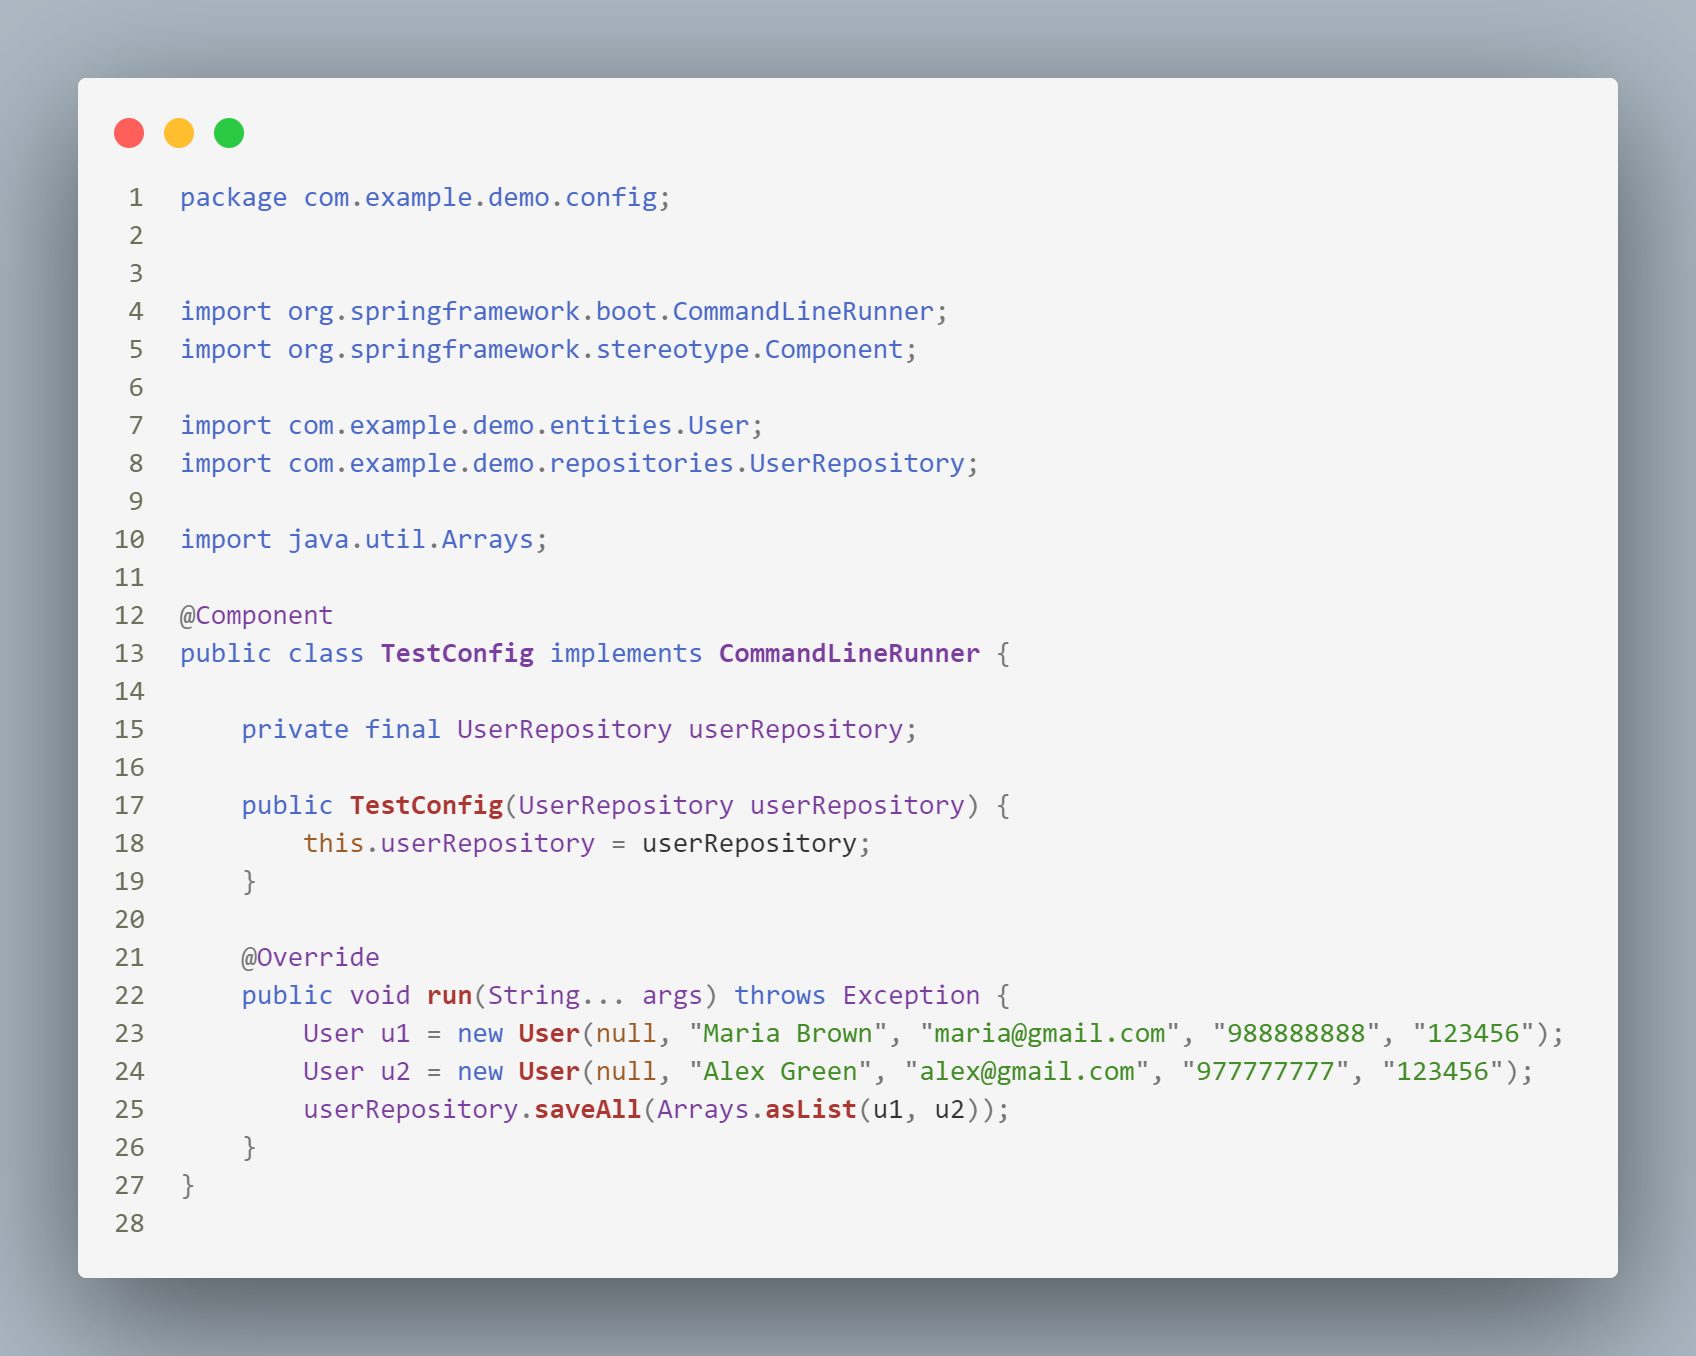 1 package com.example.demo.config;
2
3
4 import org.springframework.boot.CommandLineRunner;
5 import org.springframework.stereotype.Component;
6
7 import com.example.demo.entities.User;
8 import com.example.demo.repositories.UserRepository;
9
10 import java.util.Arrays;
11
12 @Component
13 public class TestConfig implements CommandLineRunner {
14
15     private final UserRepository userRepository;
16
17     public TestConfig(UserRepository userRepository) {
18         this.userRepository = userRepository;
19     }
20
21     @Override
22     public void run(String... args) throws Exception {
23         User u1 = new User(null, "Maria Brown", "maria@gmail.com", "988888888", "123456");
24         User u2 = new User(null, "Alex Green", "alex@gmail.com", "977777777", "123456");
25         userRepository.saveAll(Arrays.asList(u1, u2));
26     }
27 }
28